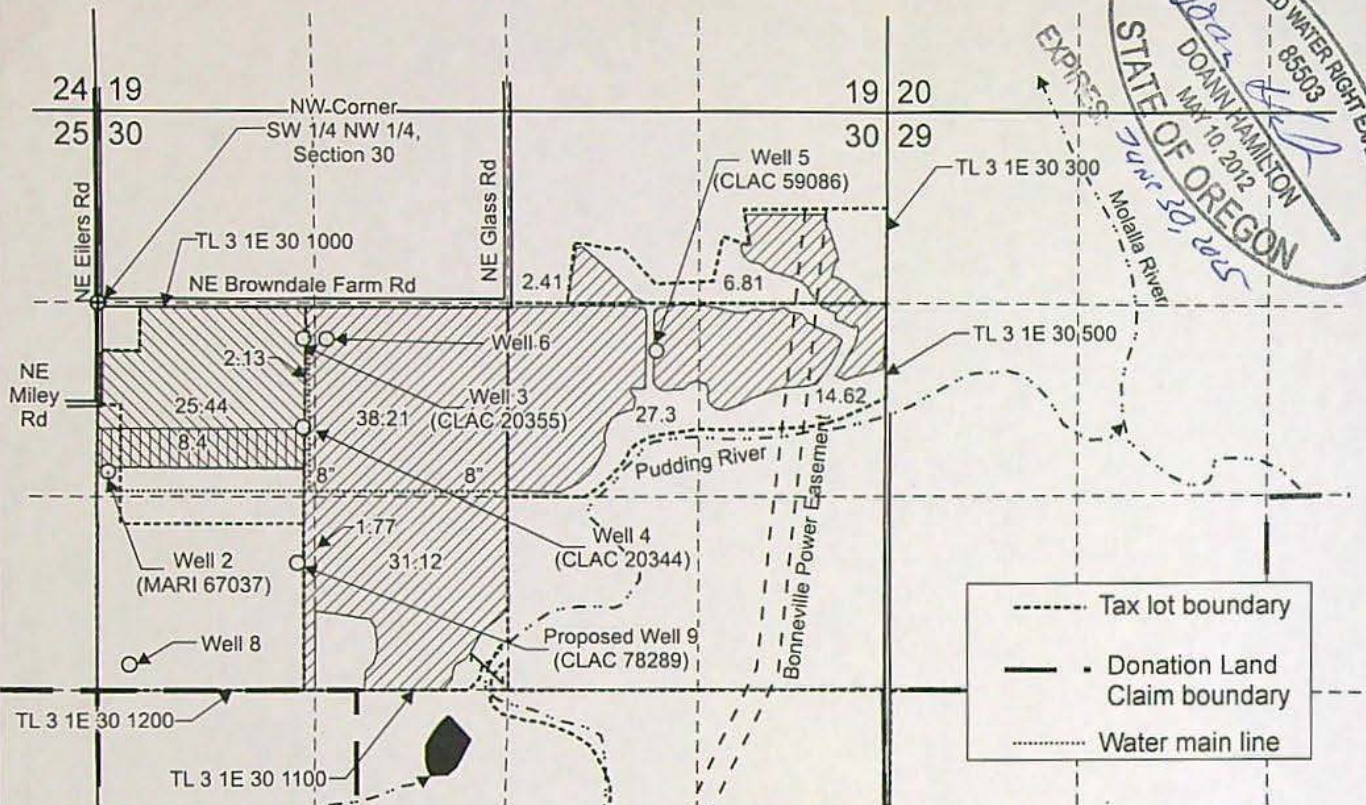 24 19
25 30
19 20
30 29
NW Corner
SW 1/4 NW 1/4,
Section 30
NE Eilers Rd
NE Glass Rd
TL 3 1E 30 1000
NE Browndale Farm Rd
Well 5
(CLAC 59086)
TL 3 1E 30 300
EXPIRES: JUNE 30, 2025
WATER RIGHT
85503
DOANN HAMILTON
MAY 10, 2012
STATE OF OREGON
Molalla River
2.41
6.81
Well 6
TL 3 1E 30 500
NE
Miley
Rd
2.13
25.44
38.21
Well 3
(CLAC 20355)
27.3
14.62
8.4
8"
8"
Pudding River
Bonneville Power Easement
1.77
31.12
Well 4
(CLAC 20344)
Well 2
(MARI 67037)
Well 8
Proposed Well 9
(CLAC 78289)
TL 3 1E 30 1200
TL 3 1E 30 1100
Tax lot boundary
Donation Land
Claim boundary
Water main line